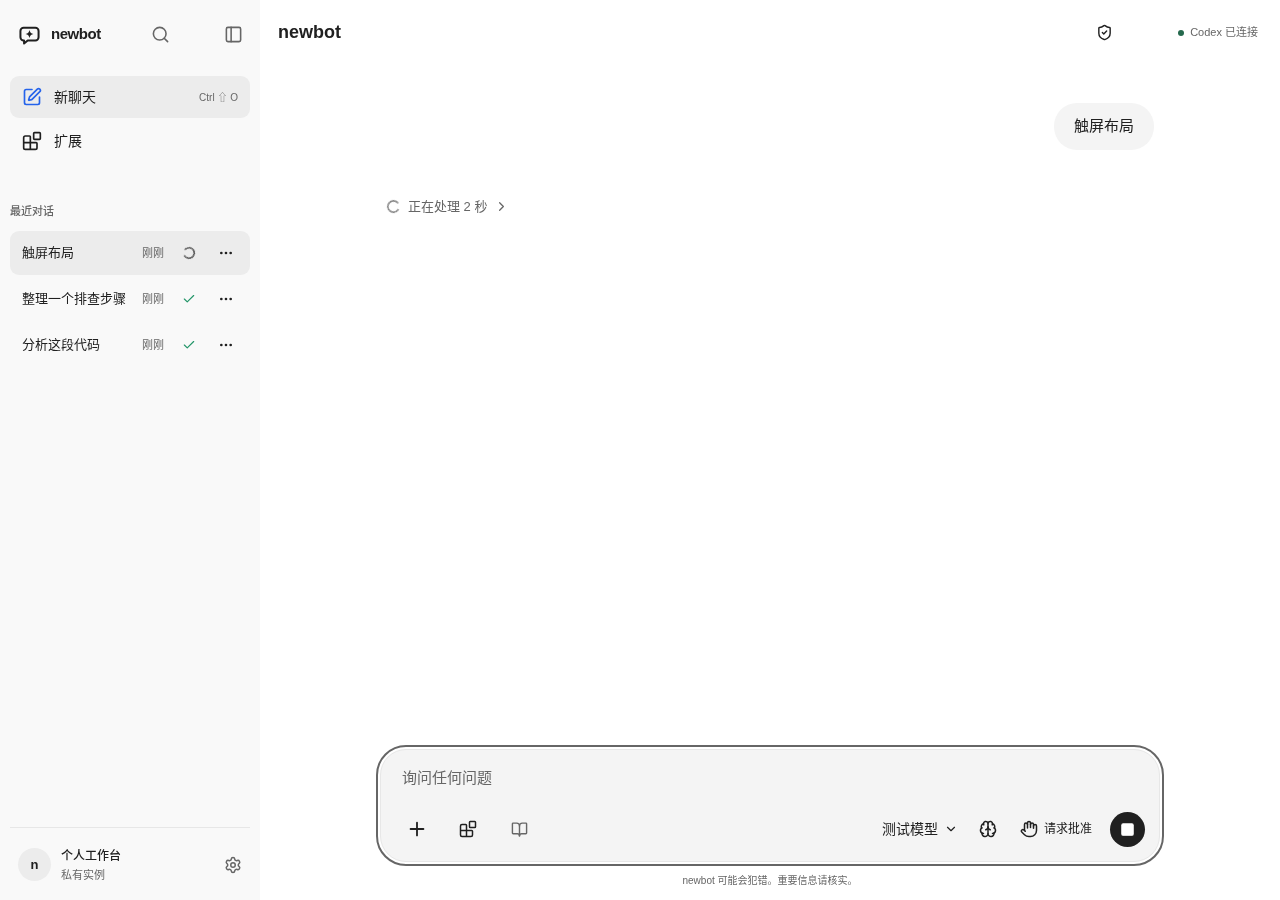 newbot
新聊天 Ctrl ⇧ O
扩展
最近对话
触屏布局 刚刚
整理一个排查步骤 刚刚
分析这段代码 刚刚
n
个人工作台
私有实例
newbot
Codex 已连接
触屏布局
正在处理 2 秒
询问任何问题
测试模型
请求批准
newbot 可能会犯错。重要信息请核实。